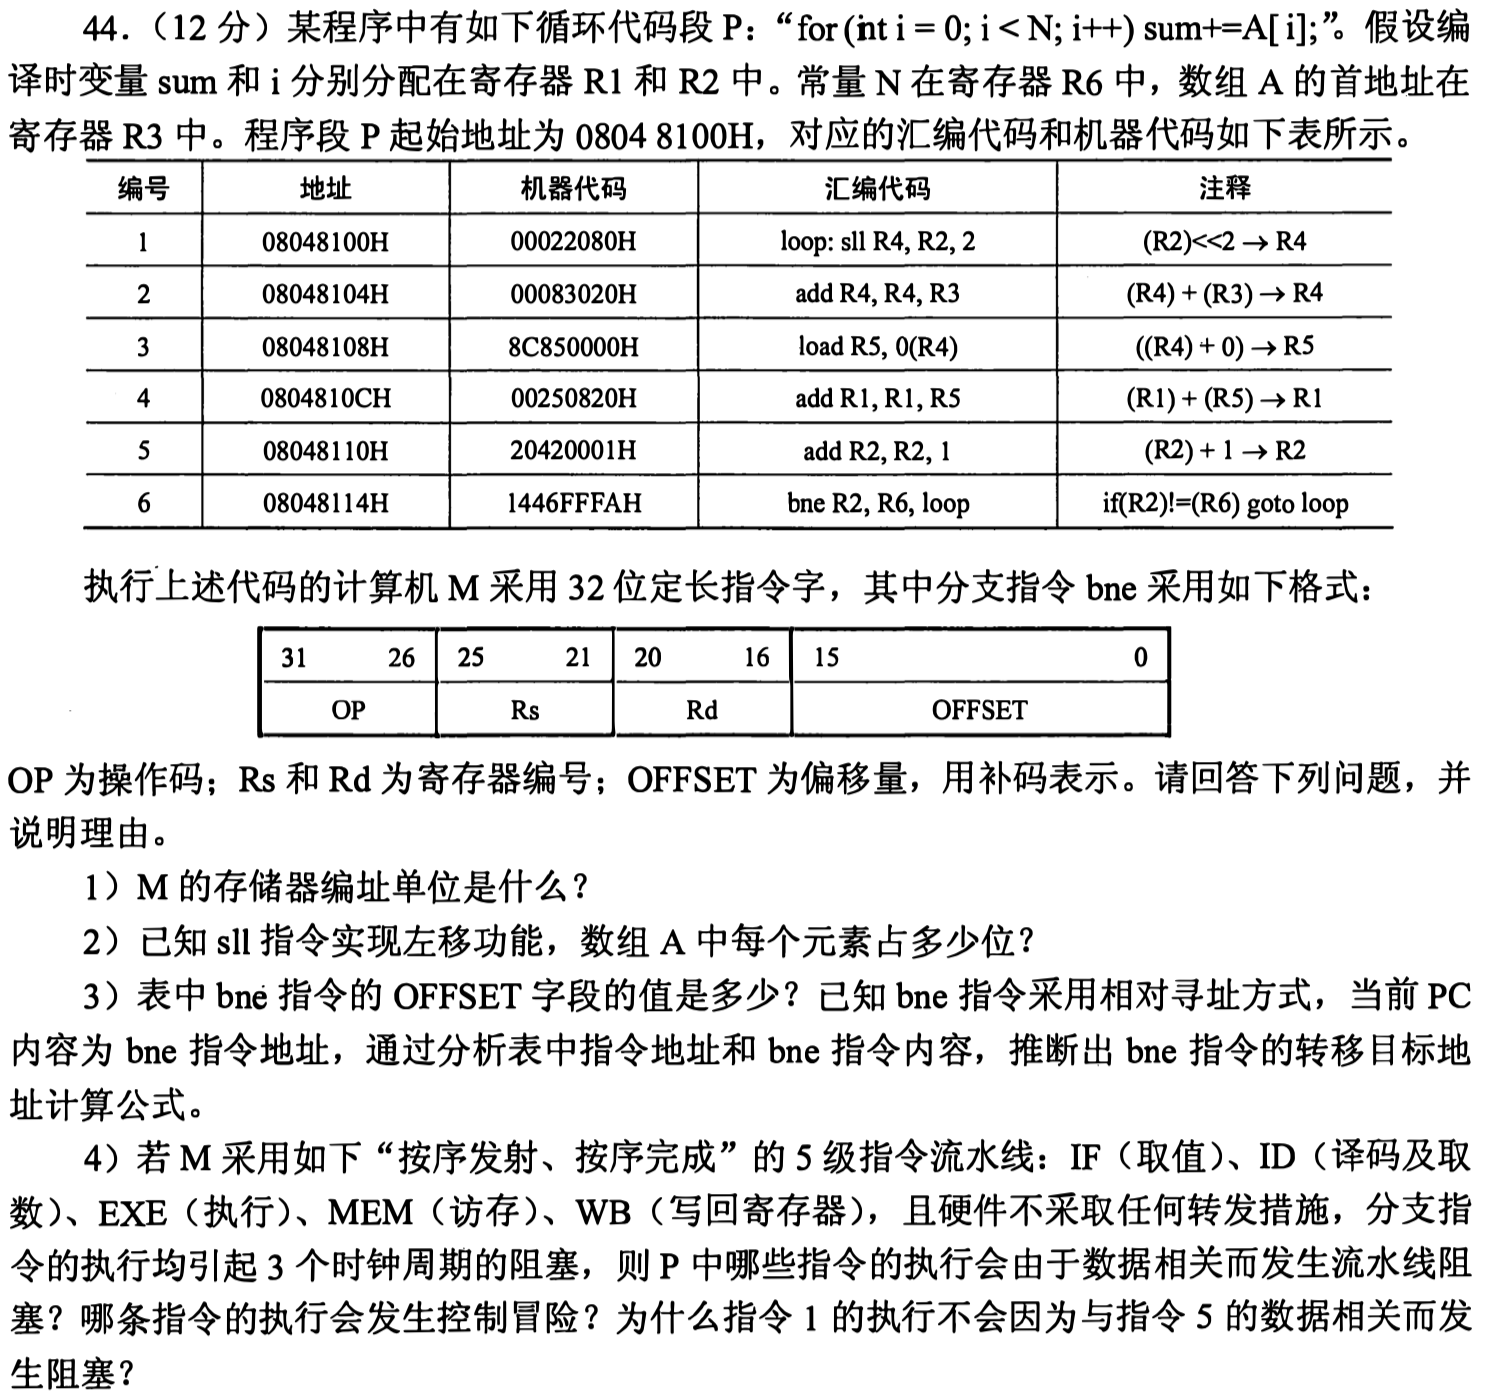 44.（12 分）某程序中有如下循环代码段 P：“for (int i = 0; i < N; i++) sum+=A[ i];”。假设编
译时变量 sum 和 i 分别分配在寄存器 R1 和 R2 中。常量 N 在寄存器 R6 中，数组 A 的首地址在
寄存器 R3 中。程序段 P 起始地址为 0804 8100H，对应的汇编代码和机器代码如下表所示。
编号 地址 机器代码 汇编代码 注释
1 08048100H 00022080H loop: sll R4, R2, 2 (R2)<<2 → R4
2 08048104H 00083020H add R4, R4, R3 (R4) + (R3) → R4
3 08048108H 8C850000H load R5, 0(R4) ((R4) + 0) → R5
4 0804810CH 00250820H add R1, R1, R5 (R1) + (R5) → R1
5 08048110H 20420001H add R2, R2, 1 (R2) + 1 → R2
6 08048114H 1446FFFAH bne R2, R6, loop if(R2)!=(R6) goto loop
执行上述代码的计算机 M 采用 32 位定长指令字，其中分支指令 bne 采用如下格式：
31 26 25 21 20 16 15 0
OP Rs Rd OFFSET
OP 为操作码；Rs 和 Rd 为寄存器编号；OFFSET 为偏移量，用补码表示。请回答下列问题，并
说明理由。
1）M 的存储器编址单位是什么？
2）已知 sll 指令实现左移功能，数组 A 中每个元素占多少位？
3）表中 bne 指令的 OFFSET 字段的值是多少？已知 bne 指令采用相对寻址方式，当前 PC
内容为 bne 指令地址，通过分析表中指令地址和 bne 指令内容，推断出 bne 指令的转移目标地
址计算公式。
4）若 M 采用如下“按序发射、按序完成”的 5 级指令流水线：IF（取值）、ID（译码及取
数）、EXE（执行）、MEM（访存）、WB（写回寄存器），且硬件不采取任何转发措施，分支指
令的执行均引起 3 个时钟周期的阻塞，则 P 中哪些指令的执行会由于数据相关而发生流水线阻
塞？哪条指令的执行会发生控制冒险？为什么指令 1 的执行不会因为与指令 5 的数据相关而发
生阻塞？